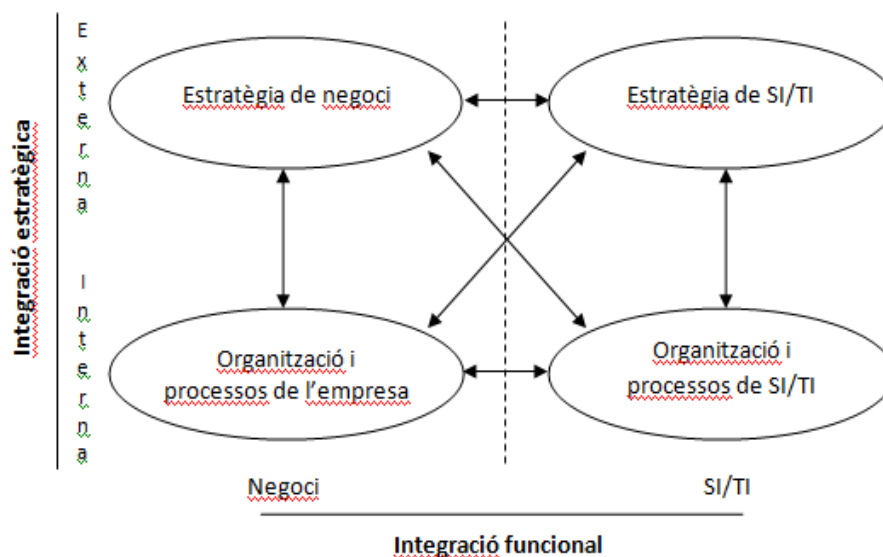 Integració estratègica
Externa
Interna
Estratègia de negoci
Estratègia de SI/TI
Organització i
processos de l'empresa
Organització i
processos de SI/TI
Negoci
SI/TI
Integració funcional